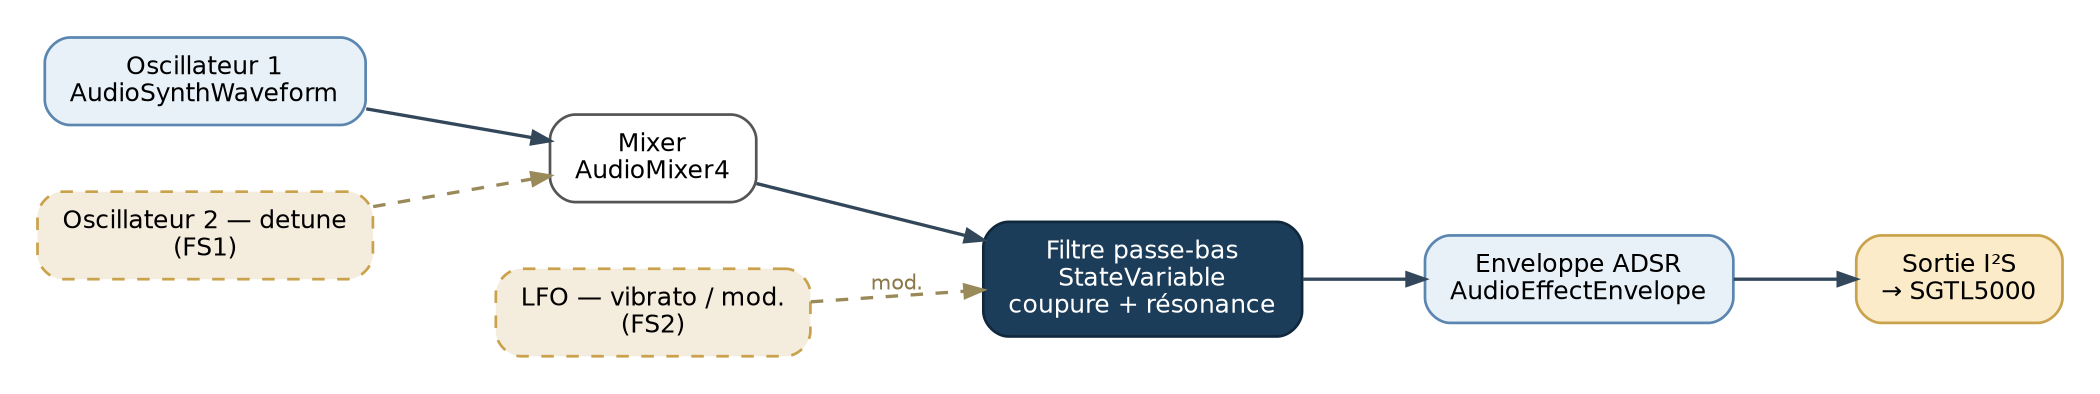 Oscillateur 1
AudioSynthWaveform
Oscillateur 2 — detune
(FS1)
Mixer
AudioMixer4
LFO — vibrato / mod.
(FS2)
mod.
Filtre passe-bas
StateVariable
coupure + résonance
Enveloppe ADSR
AudioEffectEnvelope
Sortie I²S
→ SGTL5000